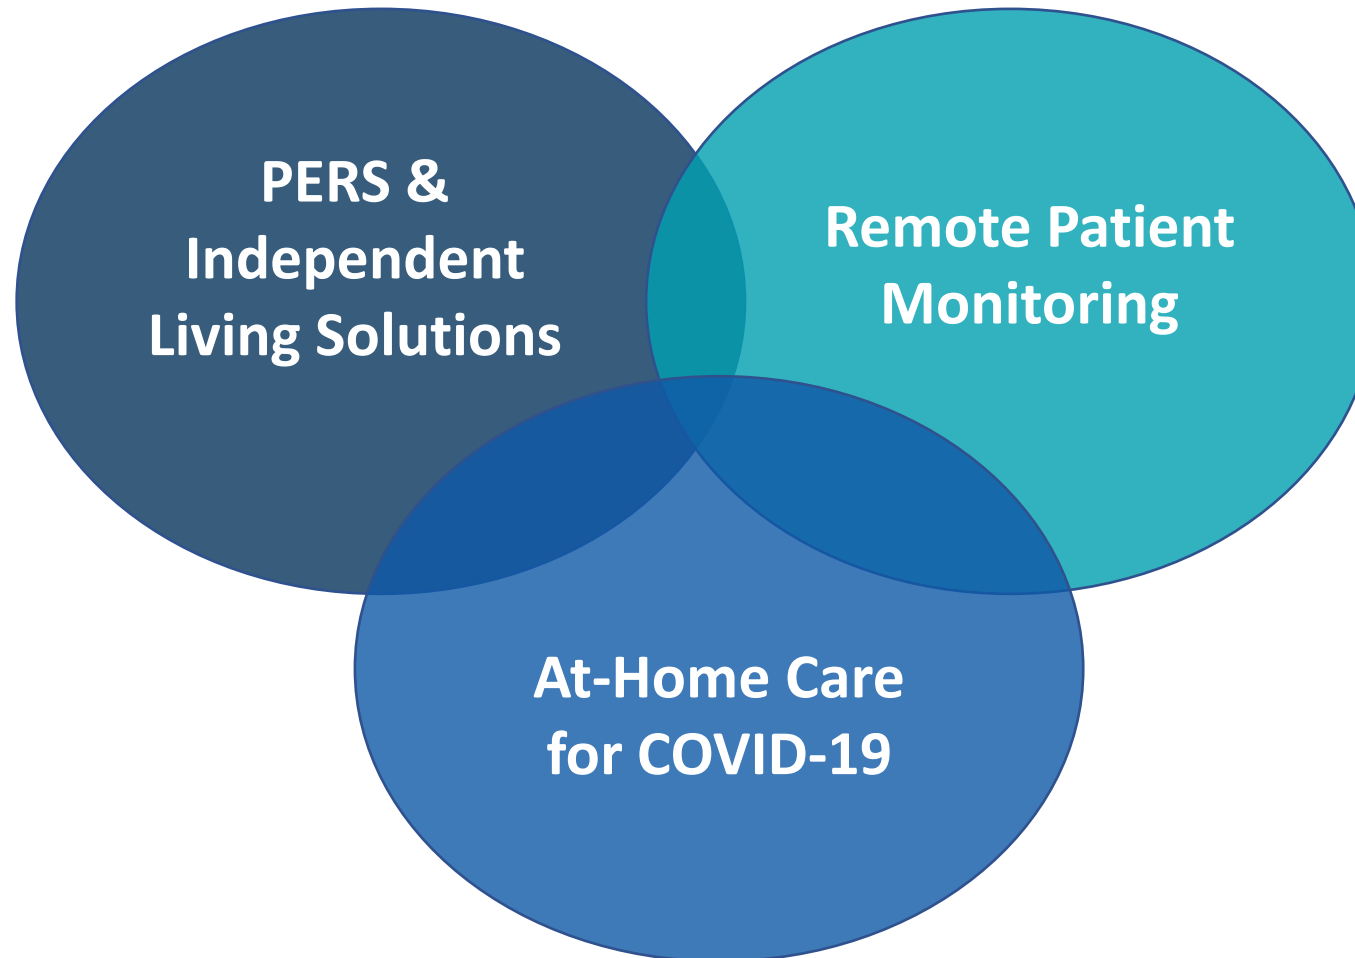 PERS &
Independent
Living Solutions
Remote Patient
Monitoring
At-Home Care
for COVID-19